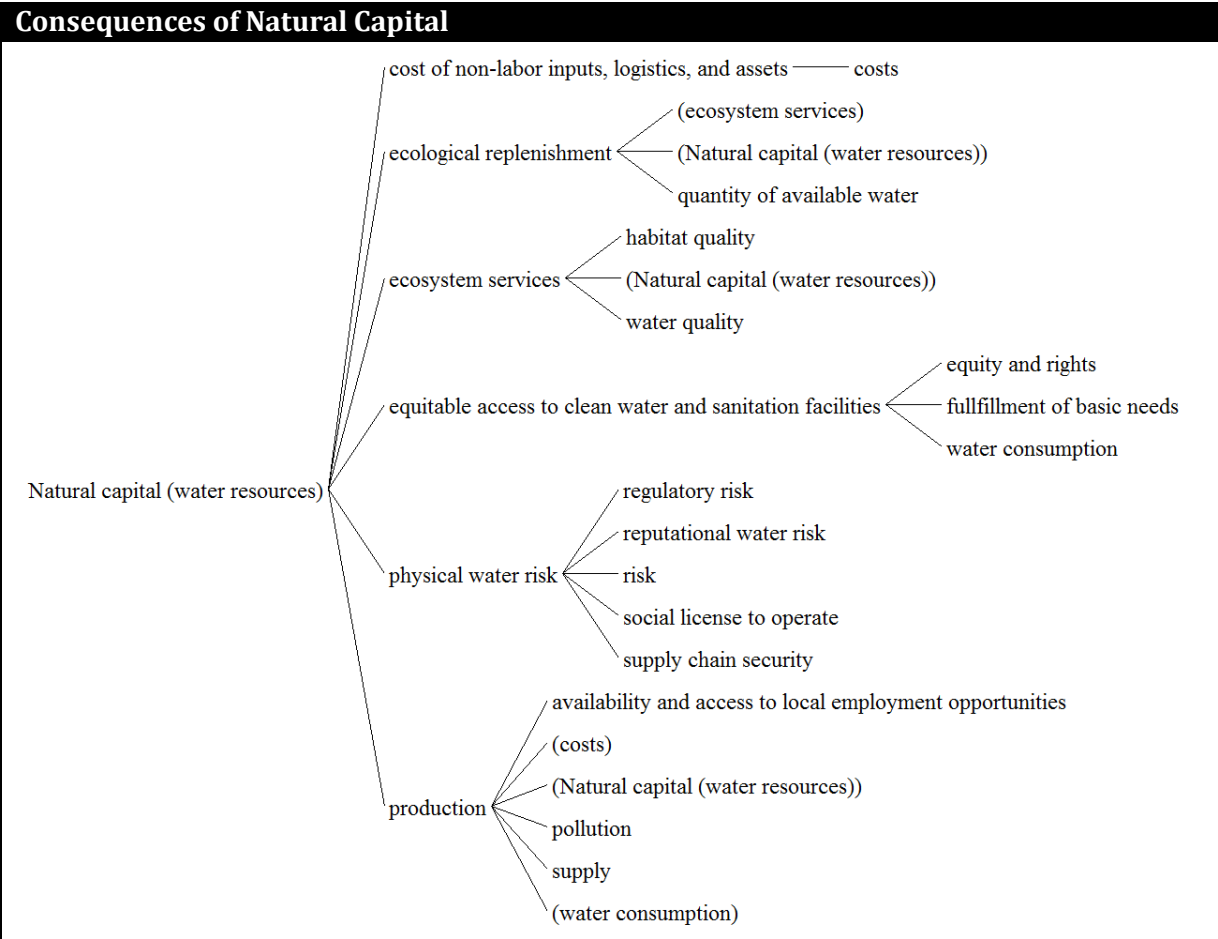 Consequences of Natural Capital
cost of non-labor inputs, logistics, and assets
costs
(ecosystem services)
ecological replenishment
(Natural capital (water resources))
quantity of available water
habitat quality
ecosystem services
(Natural capital (water resources))
water quality
equity and rights
equitable access to clean water and sanitation facilities
fullfillment of basic needs
water consumption
Natural capital (water resources)
regulatory risk
reputational water risk
physical water risk
risk
social license to operate
supply chain security
availability and access to local employment opportunities
(costs)
(Natural capital (water resources))
production
pollution
supply
(water consumption)